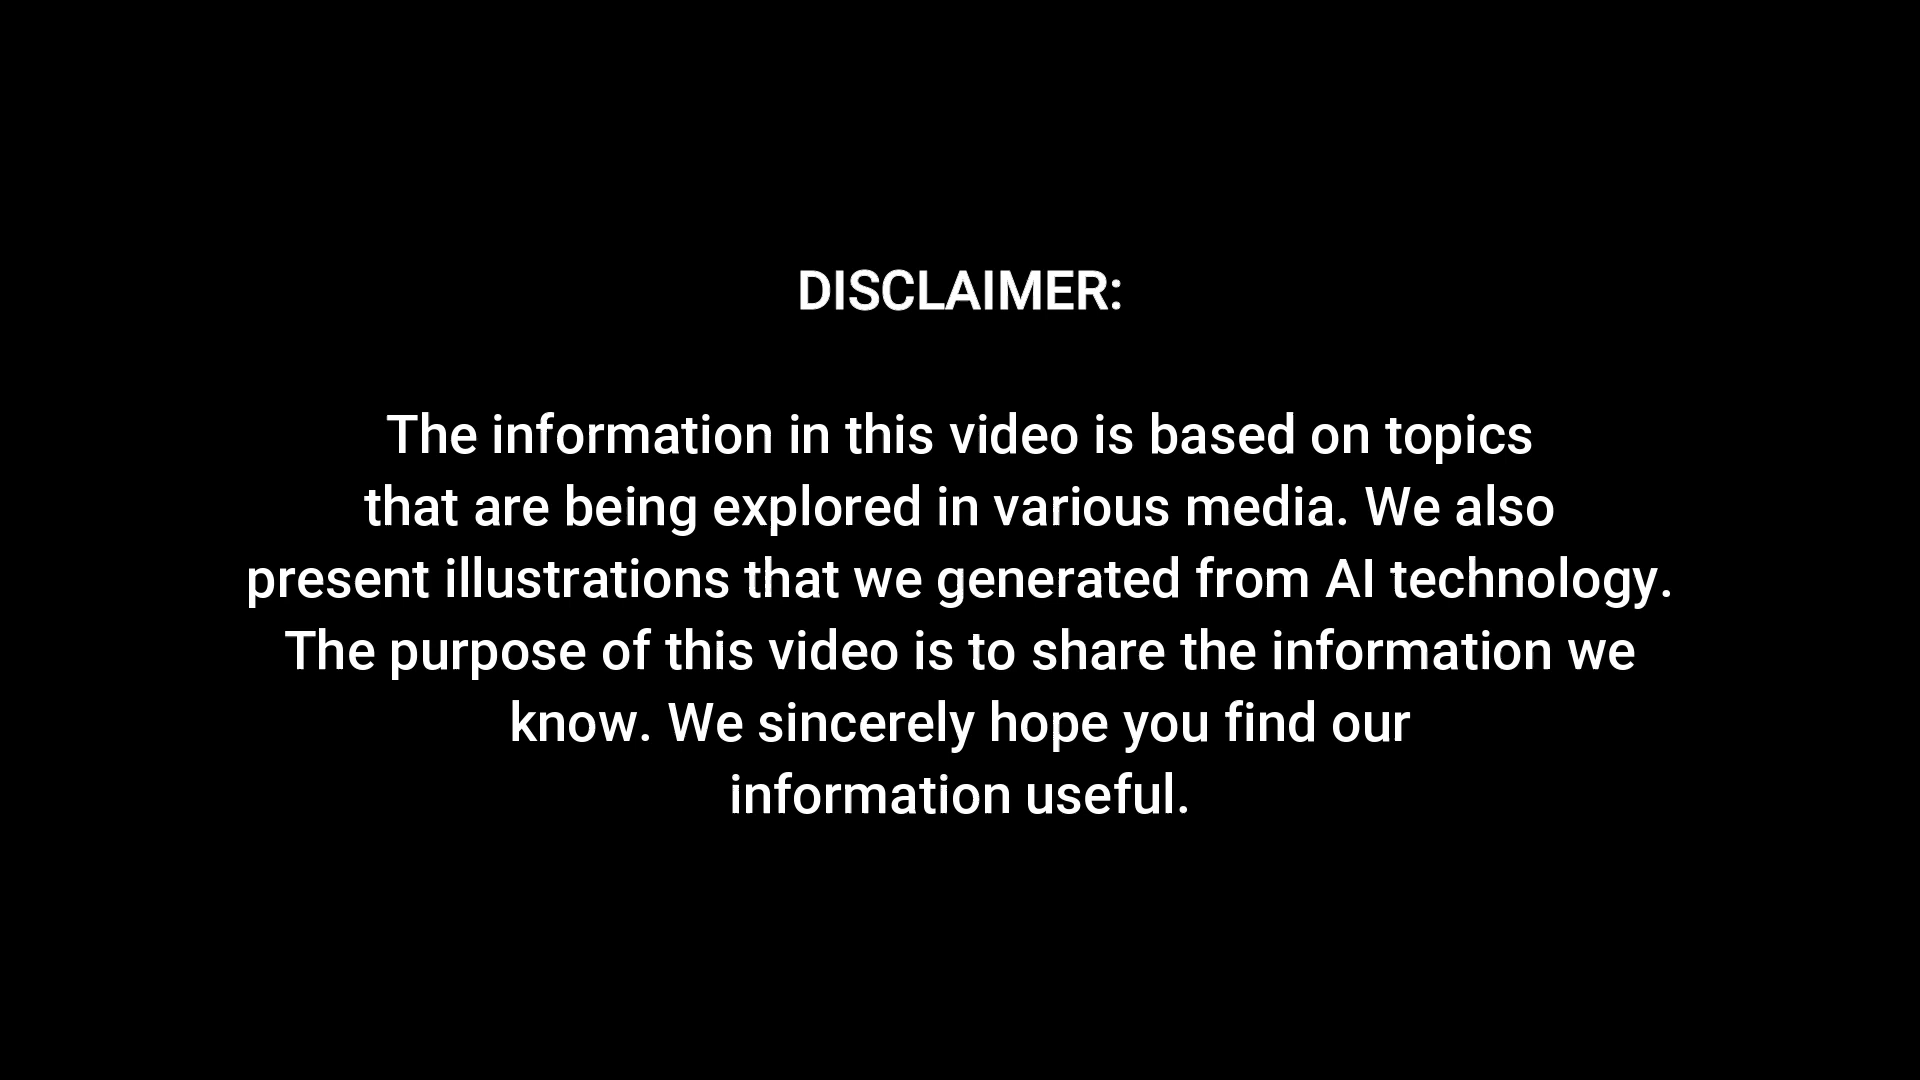 DISCLAIMER:
The information in this video is based on topics
that are being explored in various media. We also
present illustrations that we generated from AI technology.
The purpose of this video is to share the information we
know. We sincerely hope you find our
information useful.